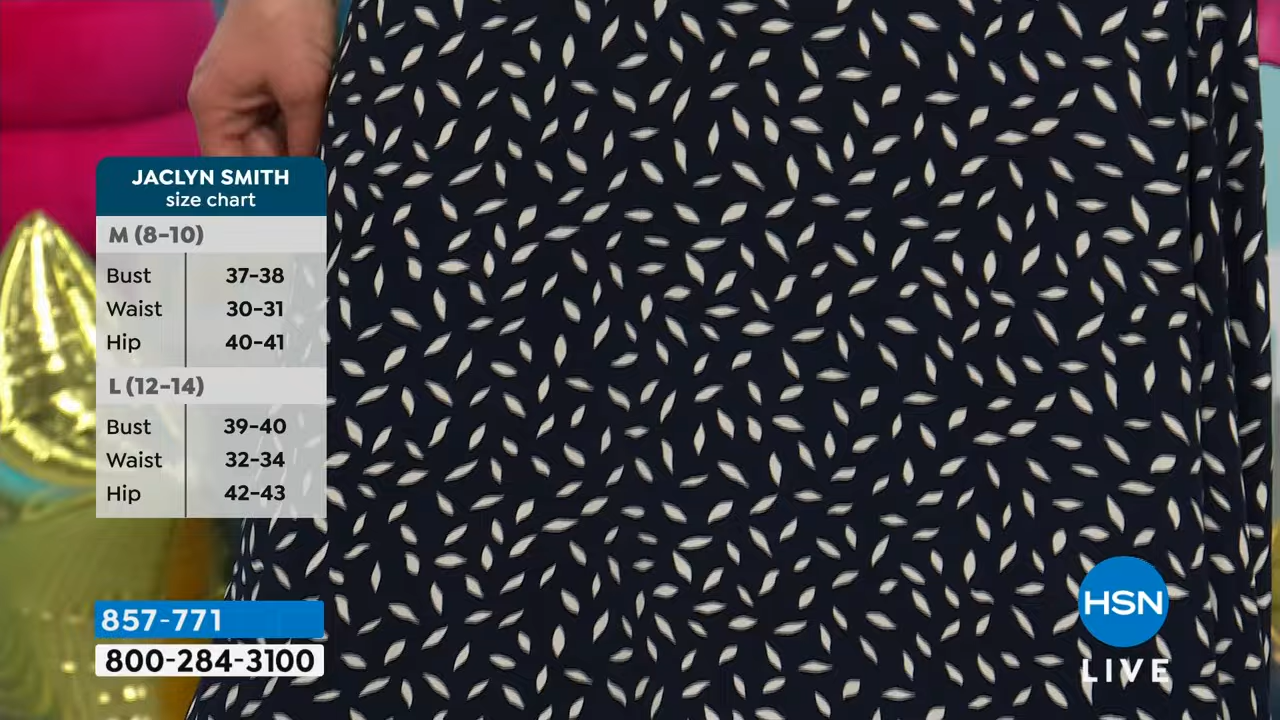 JACLYN SMITH
size chart
M (8-10)
Bust 37-38
Waist 30-31
Hip 40-41
L (12-14)
Bust 39-40
Waist 32-34
Hip 42-43
857-771
800-284-3100
HSN
LIVE